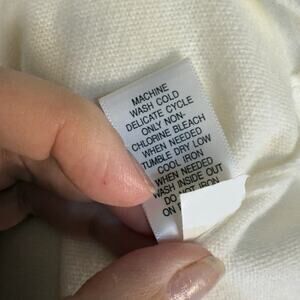 MACHINE
WASH COLD
DELICATE CYCLE
ONLY NON-
CHLORINE BLEACH
WHEN NEEDED
TUMBLE DRY LOW
COOL IRON
WHEN NEEDED
WASH INSIDE OUT
DO NOT IRON
ON